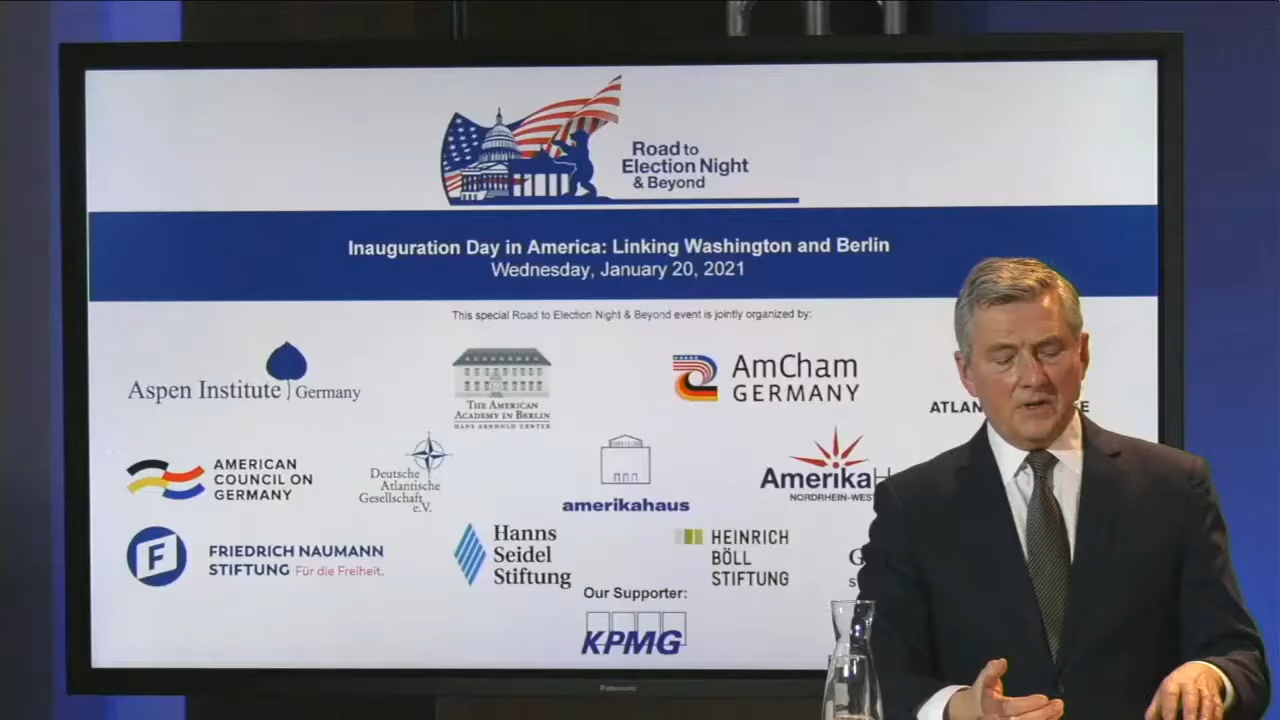 Road to
Election Night
& Beyond
Inauguration Day in America: Linking Washington and Berlin
Wednesday, January 20, 2021
This special Road to Election Night & Beyond event is jointly organized by:
Aspen Institute Germany
THE AMERICAN
ACADEMY IN BERLIN
HANS ARNHOLD CENTER
AmCham
GERMANY
AMERICAN
COUNCIL ON
GERMANY
Deutsche
Atlantische
Gesellschaft
e.V.
amerikahaus
Amerika
NORDRHEIN-WEST
F
FRIEDRICH NAUMANN
STIFTUNG Für die Freiheit.
Hanns
Seidel
Stiftung
HEINRICH
BÖLL
STIFTUNG
Our Supporter:
KPMG
Panasonic